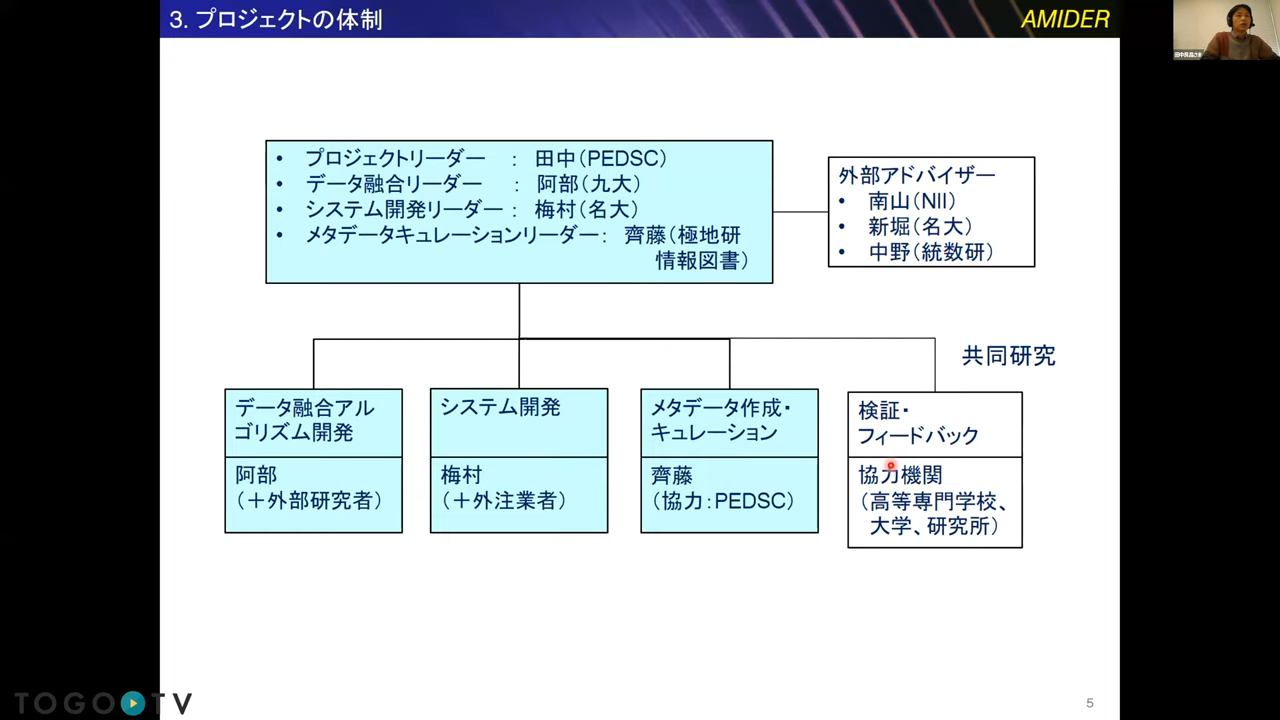 3. プロジェクトの体制
AMIDER
• プロジェクトリーダー : 田中(PEDSC)
• データ融合リーダー : 阿部(九大)
• システム開発リーダー : 梅村(名大)
• メタデータキュレーションリーダー: 齊藤(極地研
情報図書)
外部アドバイザー
• 南山(NII)
• 新堀(名大)
• 中野(統数研)
共同研究
データ融合アル
ゴリズム開発
阿部
(+外部研究者)
システム開発
梅村
(+外注業者)
メタデータ作成・
キュレーション
齊藤
(協力:PEDSC)
検証・
フィードバック
協力機関
(高等専門学校、
大学、研究所)
TOGO TV
5